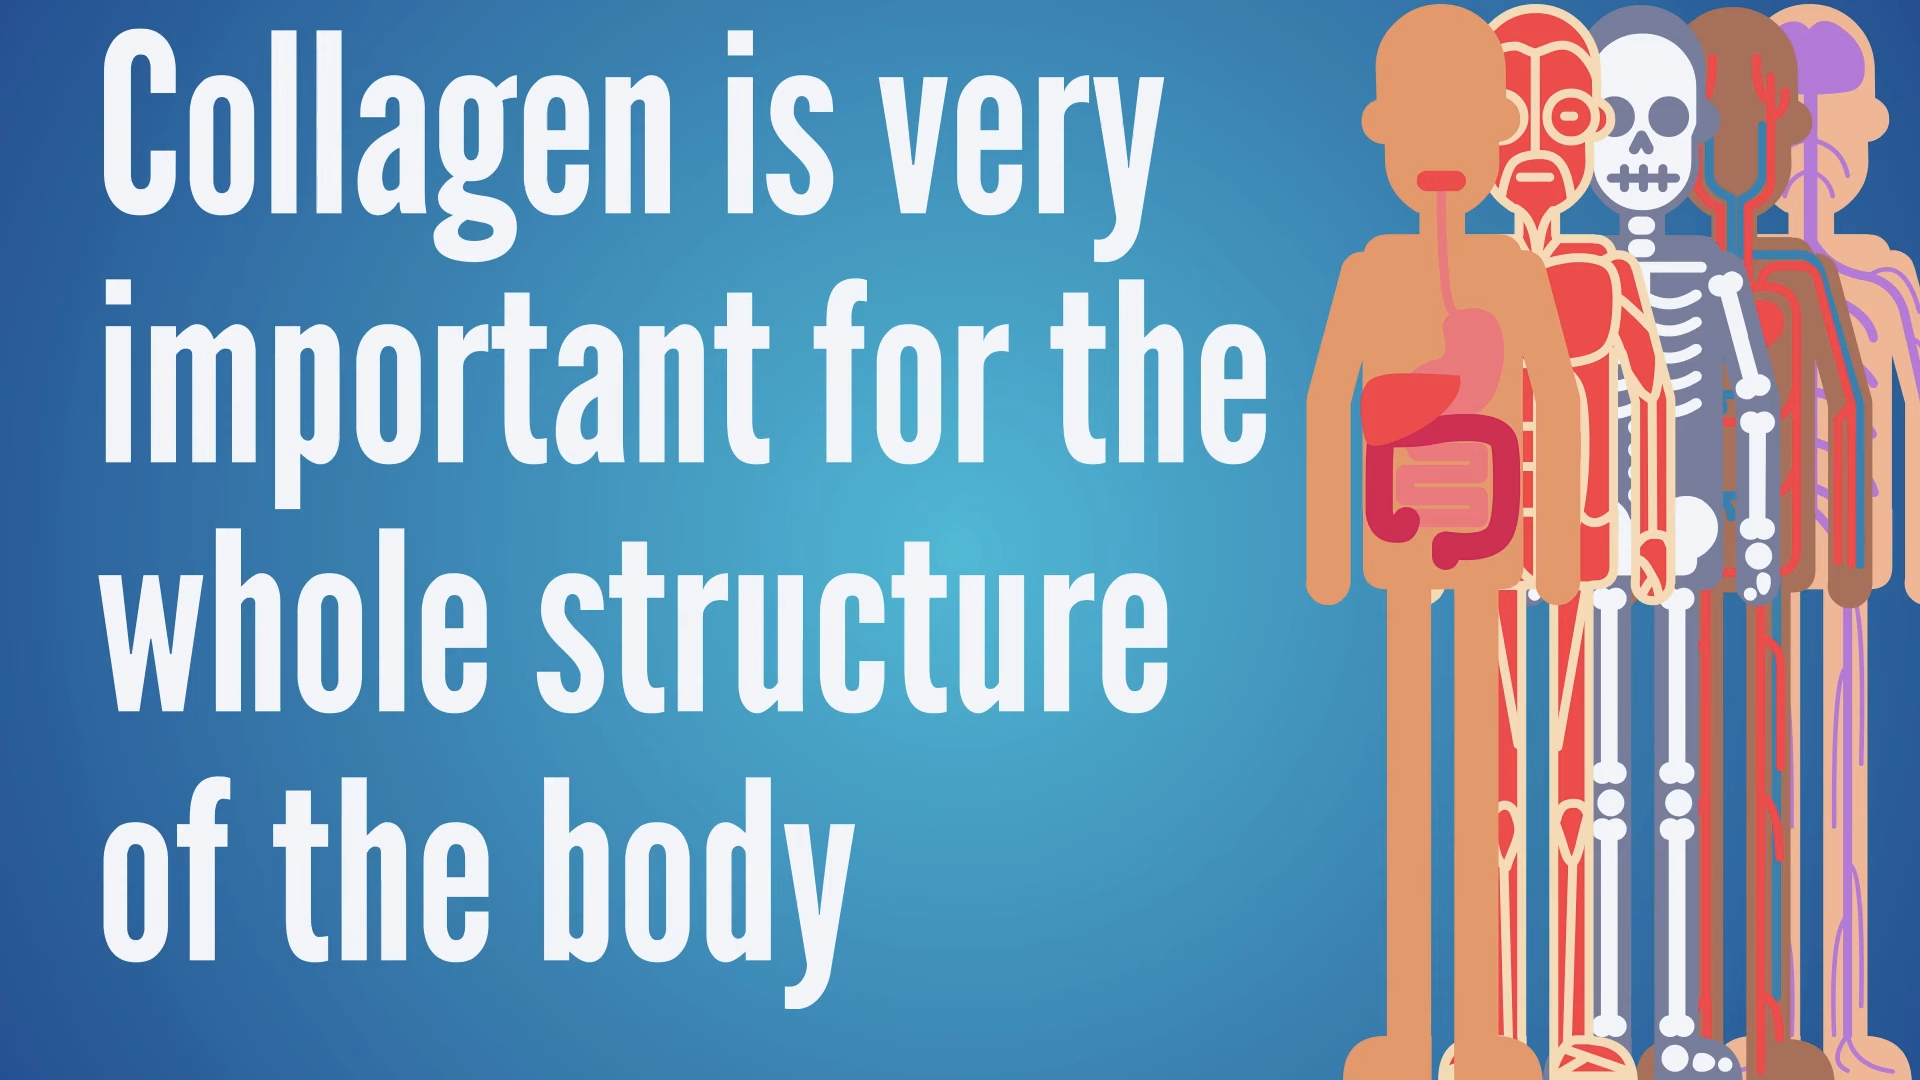 Collagen is very
important for the
whole structure
of the body